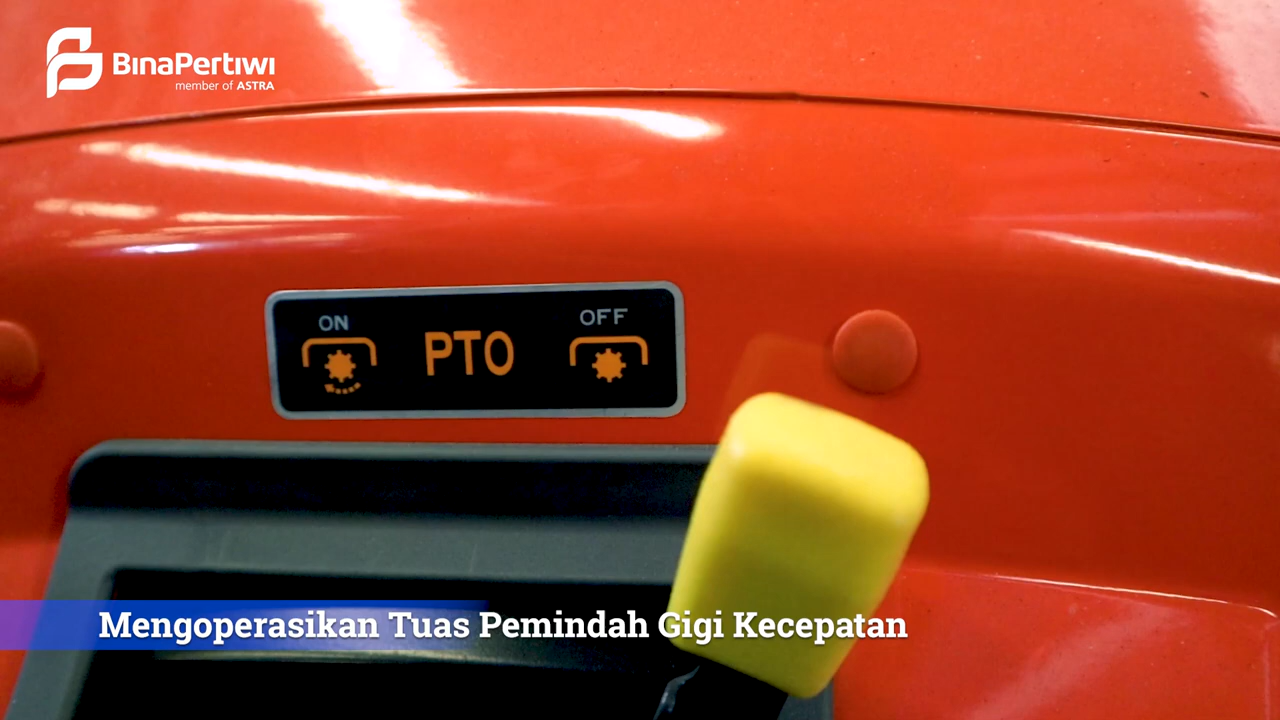 BinaPertiwi
member of ASTRA
ON
PTO
OFF
Mengoperasikan Tuas Pemindah Gigi Kecepatan